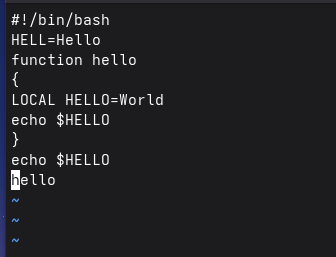 #!/bin/bash
HELL=Hello
function hello
{
LOCAL HELLO=World
echo $HELLO
}
echo $HELLO
hello
~
~
~